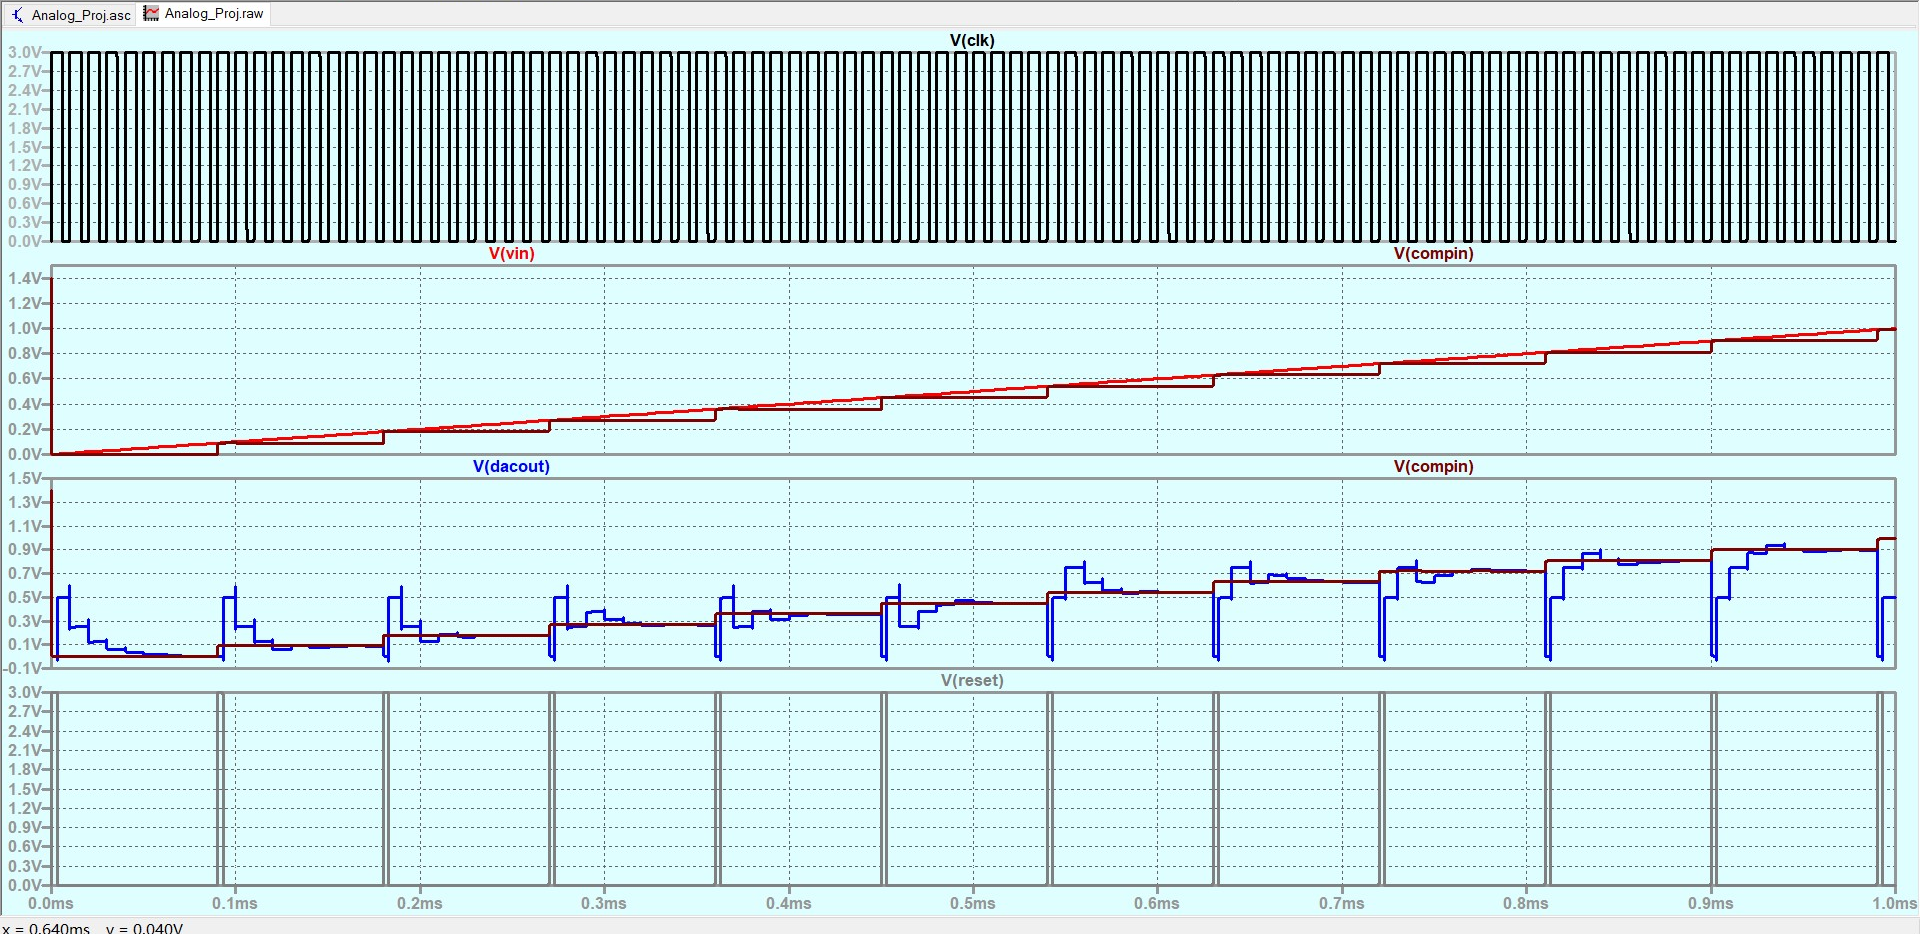 Analog_Proj.asc Analog_Proj.raw
V(clk)
3.0V
2.7V
2.4V
2.1V
1.8V
1.5V
1.2V
0.9V
0.6V
0.3V
0.0V
V(vin) V(compin)
1.4V
1.2V
1.0V
0.8V
0.6V
0.4V
0.2V
0.0V
V(dacout) V(compin)
1.5V
1.3V
1.1V
0.9V
0.7V
0.5V
0.3V
0.1V
-0.1V
V(reset)
3.0V
2.7V
2.4V
2.1V
1.8V
1.5V
1.2V
0.9V
0.6V
0.3V
0.0V
0.0ms 0.1ms 0.2ms 0.3ms 0.4ms 0.5ms 0.6ms 0.7ms 0.8ms 0.9ms 1.0ms
x = 0.640ms y = 0.040V